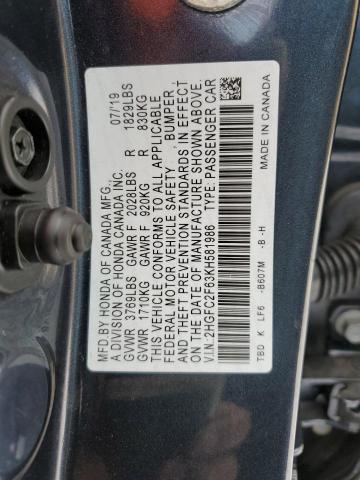 MFD BY HONDA OF CANADA MFG., 07/19
A DIVISION OF HONDA CANADA INC.
GVWR 3769LBS GAWR F 2028LBS R 1829LBS
GVWR 1710KG GAWR F 920KG R 830KG
THIS VEHICLE CONFORMS TO ALL APPLICABLE
FEDERAL MOTOR VEHICLE SAFETY, BUMPER,
AND THEFT PREVENTION STANDARDS IN EFFECT
ON THE DATE OF MANUFACTURE SHOWN ABOVE.
V.I.N: 2HGFC2F63KH581986 TYPE: PASSENGER CAR
TBD K LF6 -B607M -B-H MADE IN CANADA